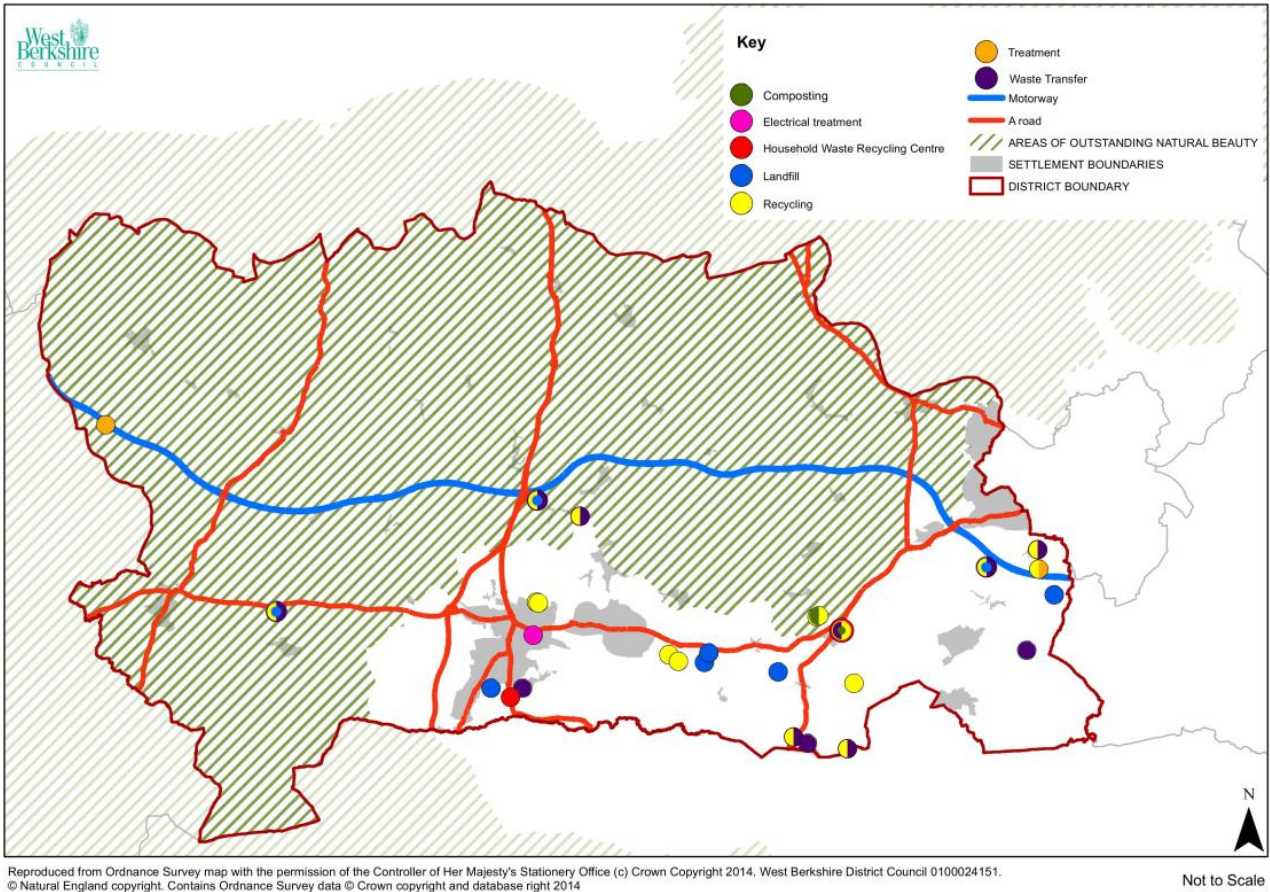 West
Berkshire
COUNCIL
Key
Composting
Electrical treatment
Household Waste Recycling Centre
Landfill
Recycling
Treatment
Waste Transfer
Motorway
A road
AREAS OF OUTSTANDING NATURAL BEAUTY
SETTLEMENT BOUNDARIES
DISTRICT BOUNDARY
N
Reproduced from Ordnance Survey map with the permission of the Controller of Her Majesty's Stationery Office (c) Crown Copyright 2014. West Berkshire District Council 0100024151.
© Natural England copyright. Contains Ordnance Survey data © Crown copyright and database right 2014
Not to Scale